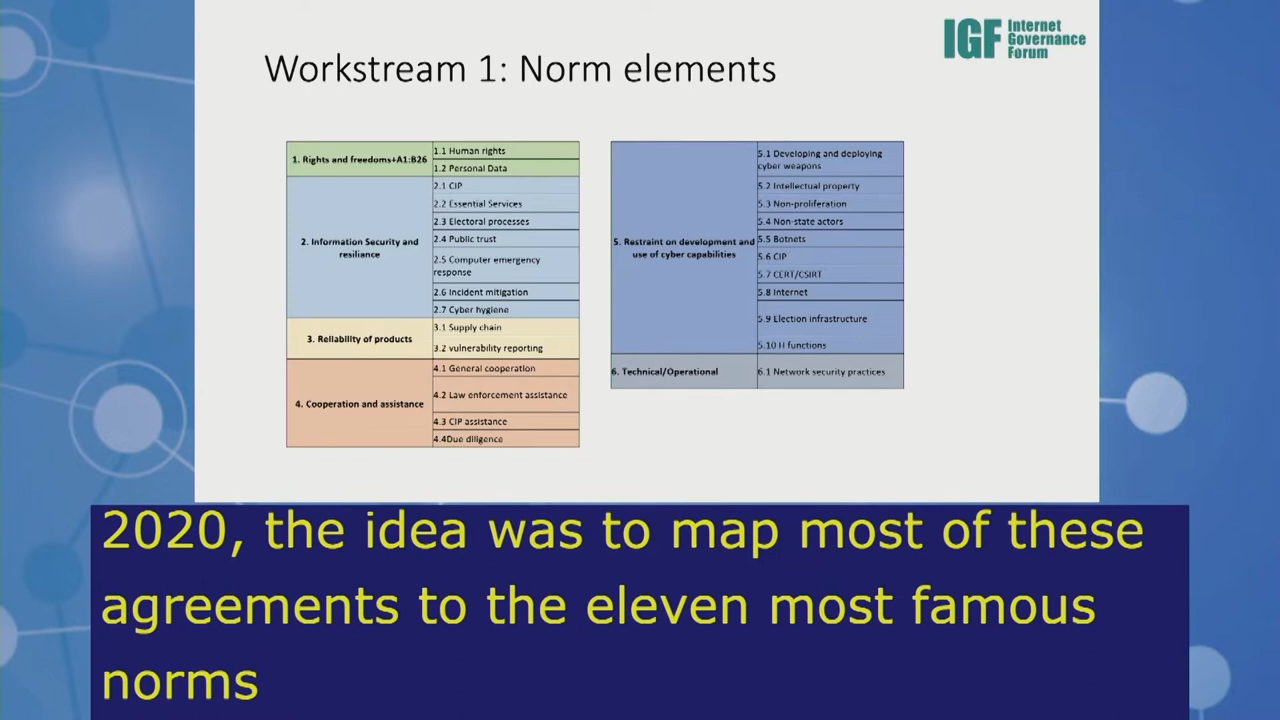 IGF Internet
Governance
Forum
Workstream 1: Norm elements
1. Rights and freedoms+A1:B26
1.1 Human rights
1.2 Personal Data
2. Information Security and
resiliance
2.1 CIP
2.2 Essential Services
2.3 Electoral processes
2.4 Public trust
2.5 Computer emergency
response
2.6 Incident mitigation
2.7 Cyber hygiene
3. Reliability of products
3.1 Supply chain
3.2 vulnerability reporting
4. Cooperation and assistance
4.1 General cooperation
4.2 Law enforcement assistance
4.3 CIP assistance
4.4Due diligence
5. Restraint on development and
use of cyber capabilities
5.1 Developing and deploying
cyber weapons
5.2 Intellectual property
5.3 Non-proliferation
5.4 Non-state actors
5.5 Botnets
5.6 CIP
5.7 CERT/CSIRT
5.8 Internet
5.9 Election infrastructure
5.10 functions
6. Technical/Operational
6.1 Network security practices
2020, the idea was to map most of these
agreements to the eleven most famous
norms